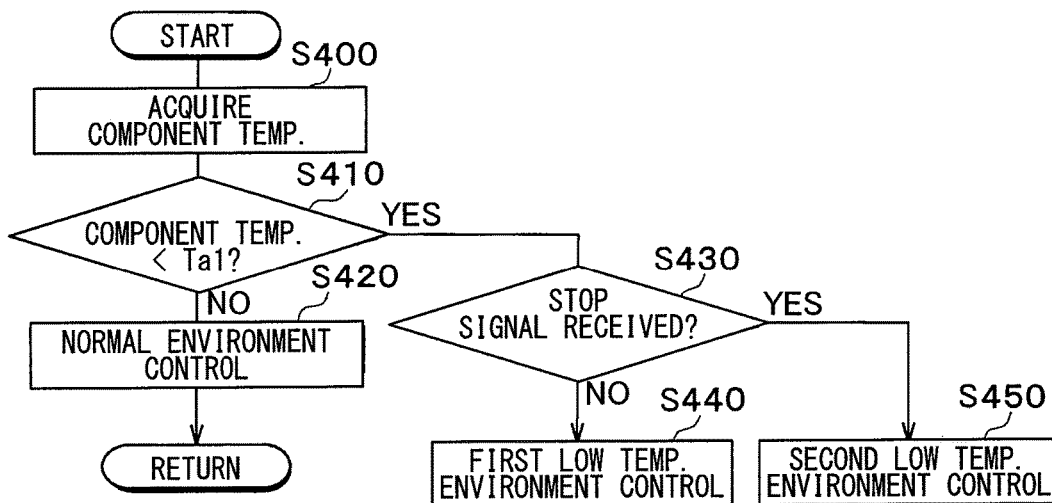 START
S400
ACQUIRE
COMPONENT TEMP.
S410
COMPONENT TEMP.
< Ta1?
YES
NO
S420
NORMAL ENVIRONMENT
CONTROL
RETURN
S430
STOP
SIGNAL RECEIVED?
YES
NO
S440
FIRST LOW TEMP.
ENVIRONMENT CONTROL
S450
SECOND LOW TEMP.
ENVIRONMENT CONTROL